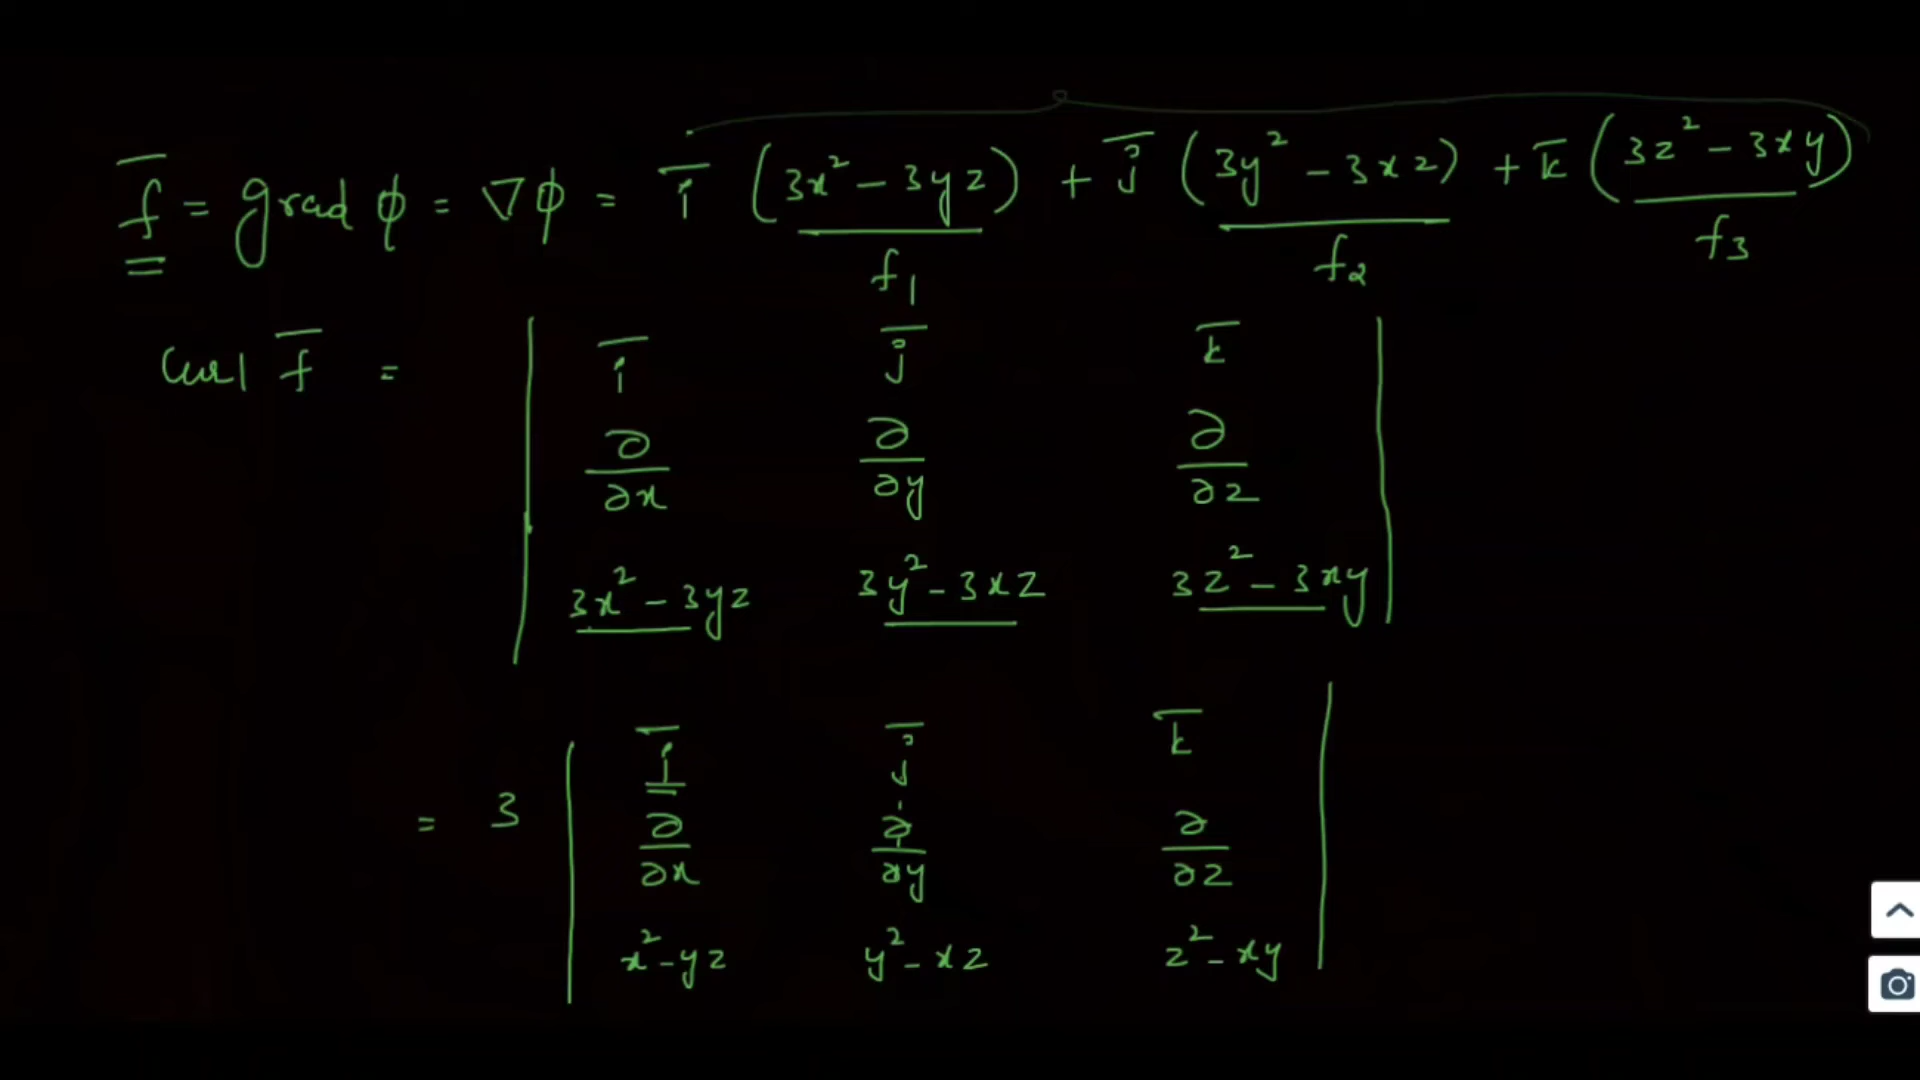 f̅ = grad ϕ = ∇ϕ = i̅ (3x² - 3yz) + j̅ (3y² - 3xz) + k̅ (3z² - 3xy)
f₁ f₂ f₃
Curl f̅ = | i̅ j̅ k̅ |
∂/∂x ∂/∂y ∂/∂z
3x² - 3yz 3y² - 3xz 3z² - 3xy
= 3 | i̅ j̅ k̅ |
∂/∂x ∂/∂y ∂/∂z
x² - yz y² - xz z² - xy